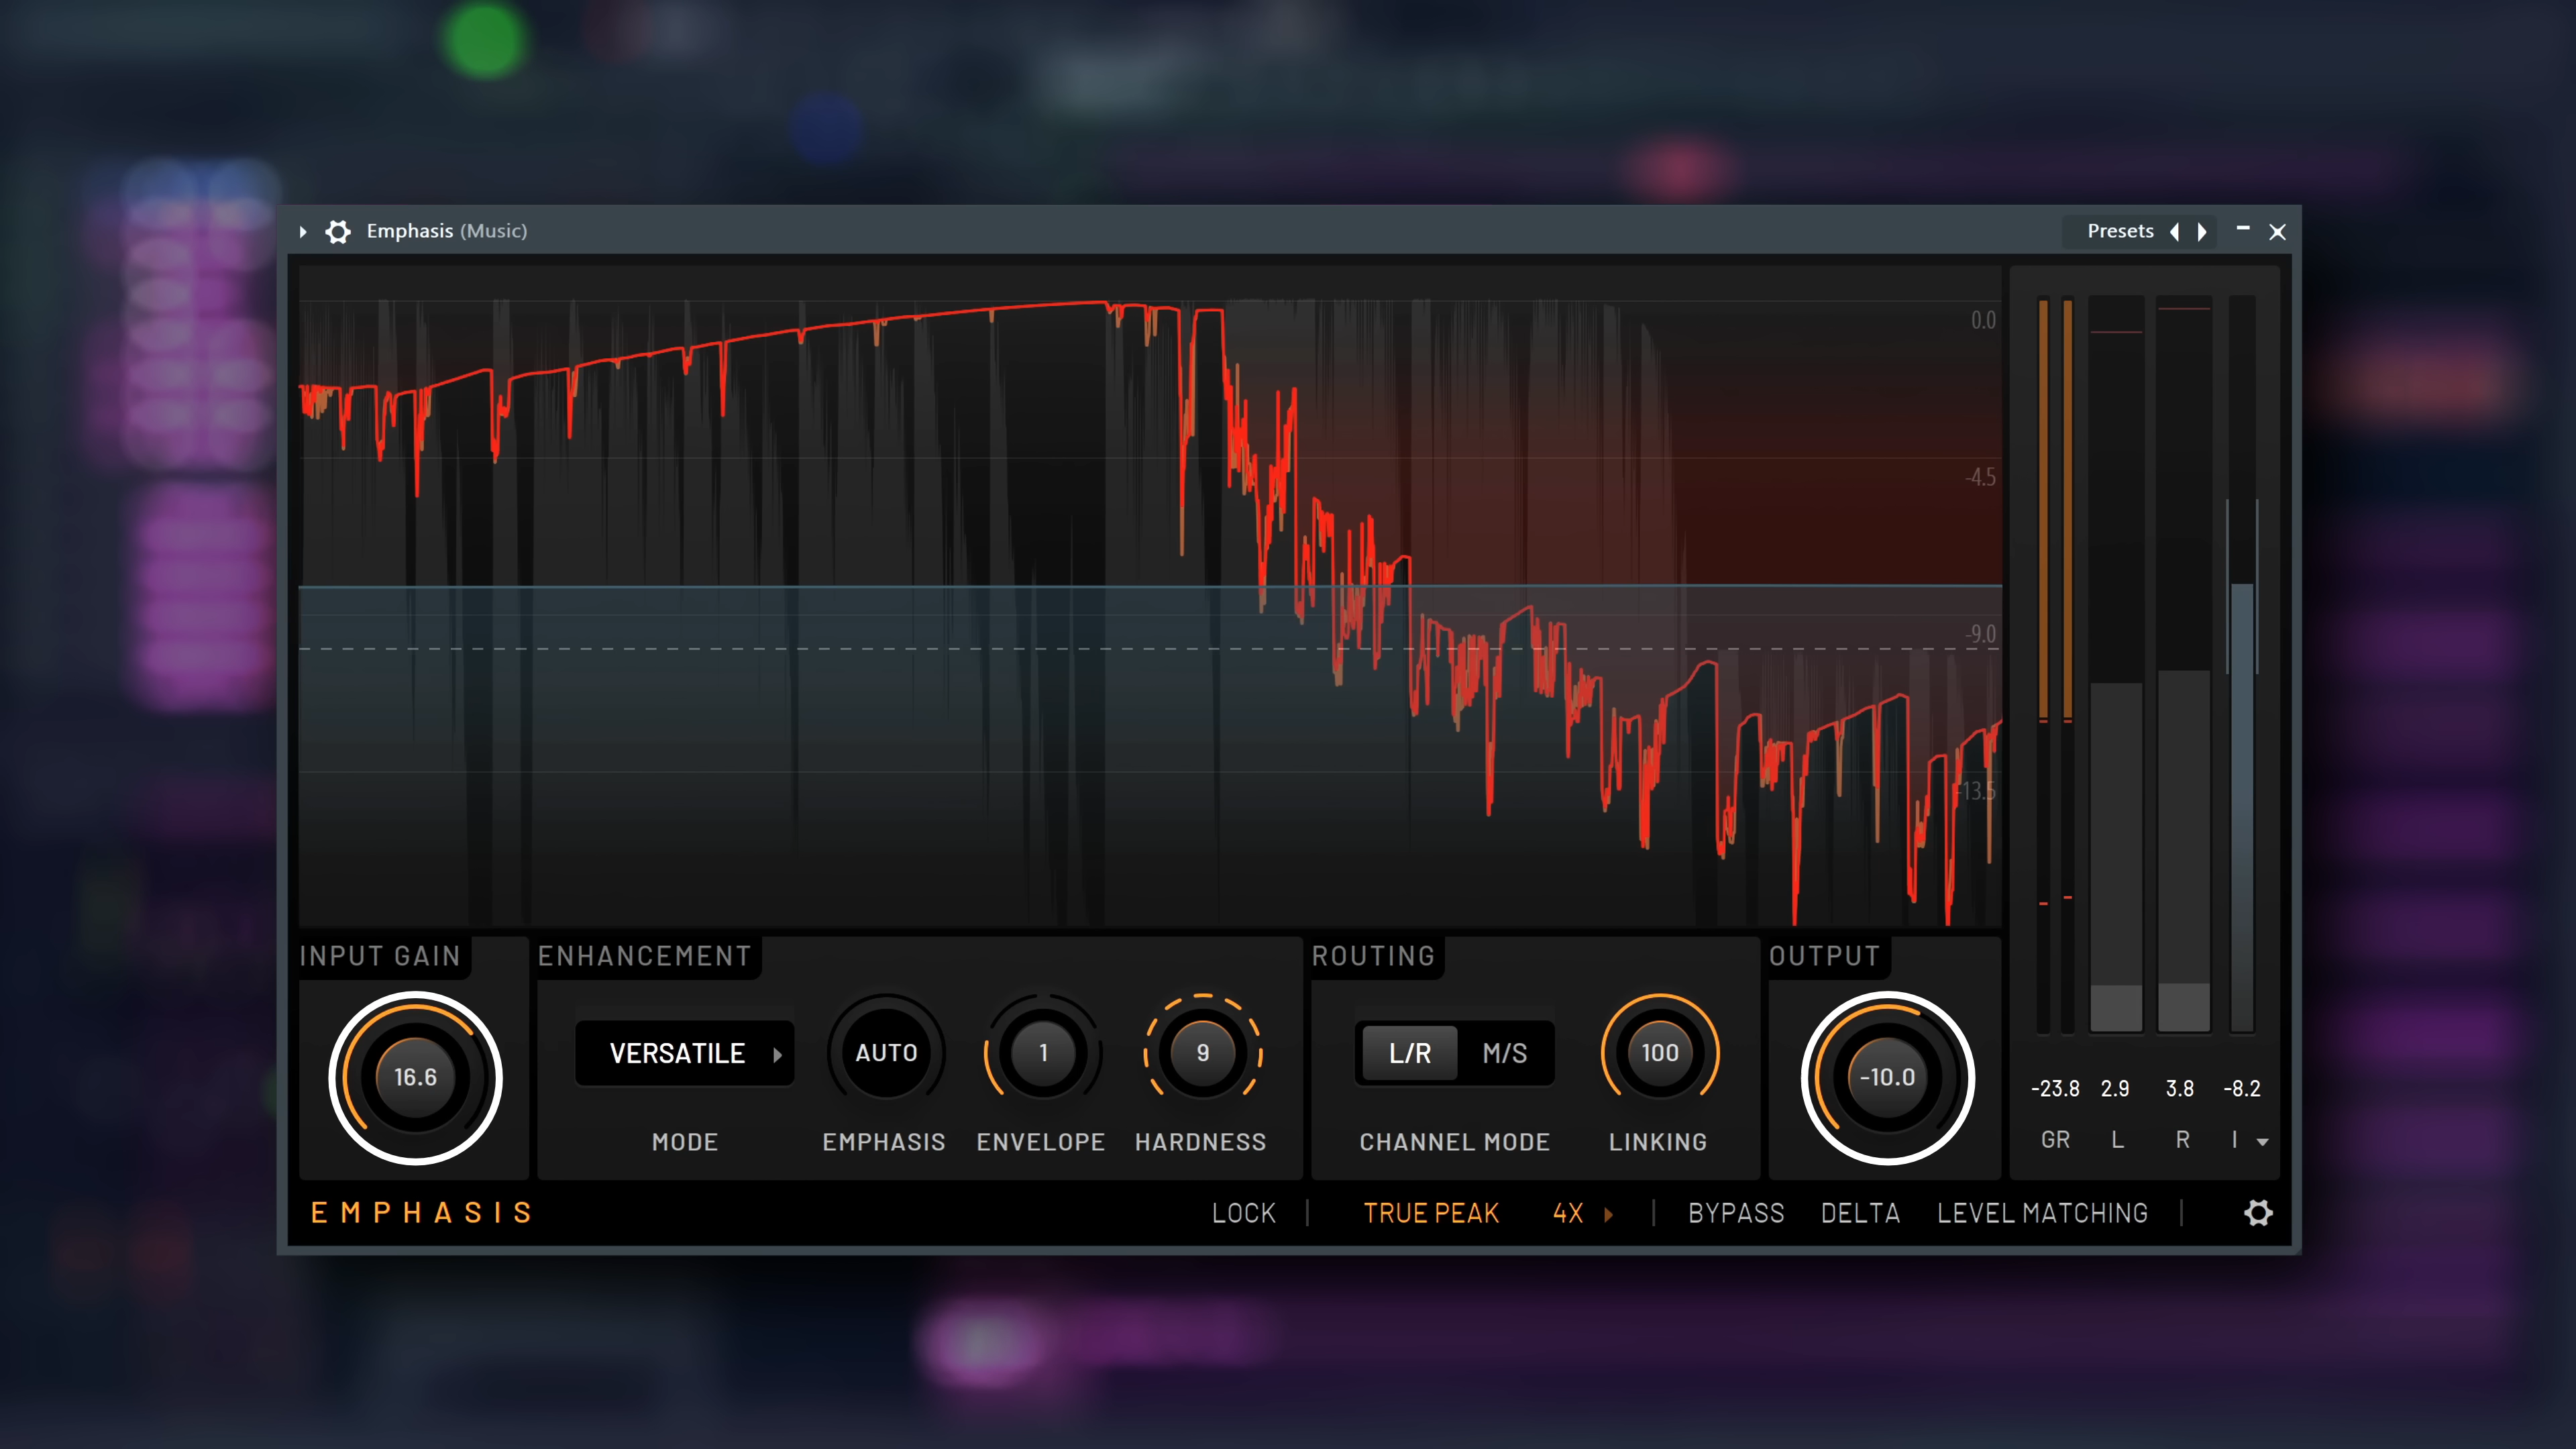 Emphasis (Music)
Presets
0.0
-4.5
-9.0
-13.5
INPUT GAIN
ENHANCEMENT
ROUTING
OUTPUT
16.6
VERSATILE
AUTO
1
9
L/R
M/S
100
-10.0
-23.8
2.9
3.8
-8.2
MODE
EMPHASIS
ENVELOPE
HARDNESS
CHANNEL MODE
LINKING
GR
L
R
I
EMPHASIS
LOCK
TRUE PEAK
4X
BYPASS
DELTA
LEVEL MATCHING